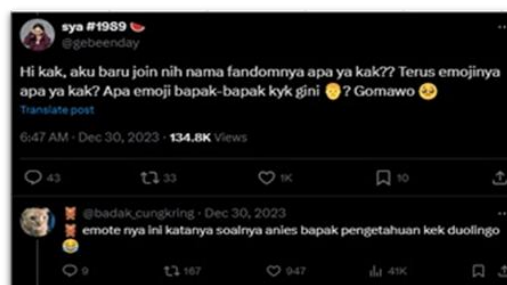 sya #1989 🍉
@gebeenday
Hi kak, aku baru join nih nama fandomnya apa ya kak?? Terus emojinya
apa ya kak? Apa emoji bapak-bapak kyk gini 👨? Gomawo 🥹
Translate post
6:47 AM · Dec 30, 2023 · 134.8K Views
43 33 1K 10
@badak_cungkring · Dec 30, 2023
emote nya ini katanya soalnya anies bapak pengetahuan kek duolingo
😂
9 167 947 41K